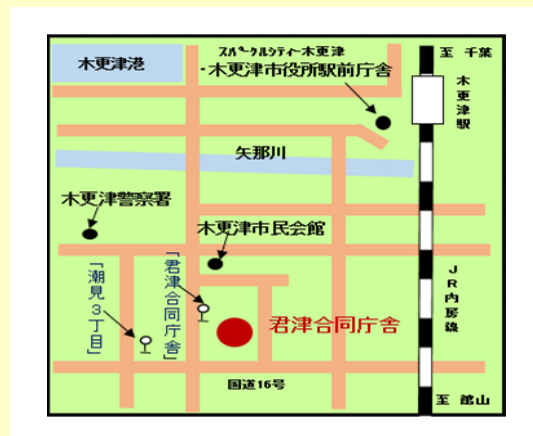 スパークルシティー木更津
・木更津市役所駅前庁舎
至 千葉
木更津港
木更津駅
矢那川
木更津警察署
木更津市民会館
「君津合同庁舎」
「潮見3丁目」
JR内房線
君津合同庁舎
国道16号
至 館山